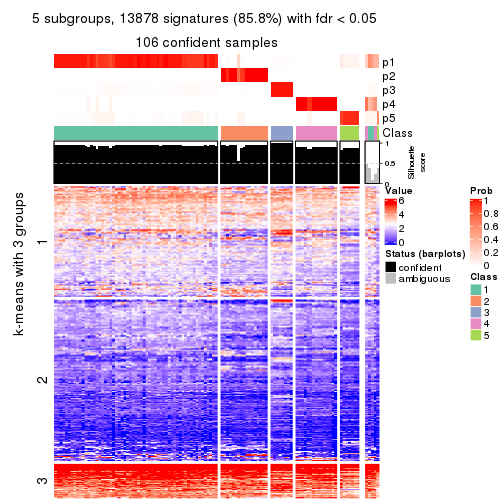 5 subgroups, 13878 signatures (85.8%) with fdr < 0.05
106 confident samples
p1
p2
p3
p4
p5
Class
1
0.5
0
Silhouette
score
k-means with 3 groups
1
2
3
Value
6
4
2
0
Status (barplots)
confident
ambiguous
Prob
1
0.8
0.6
0.4
0.2
0
Class
1
2
3
4
5